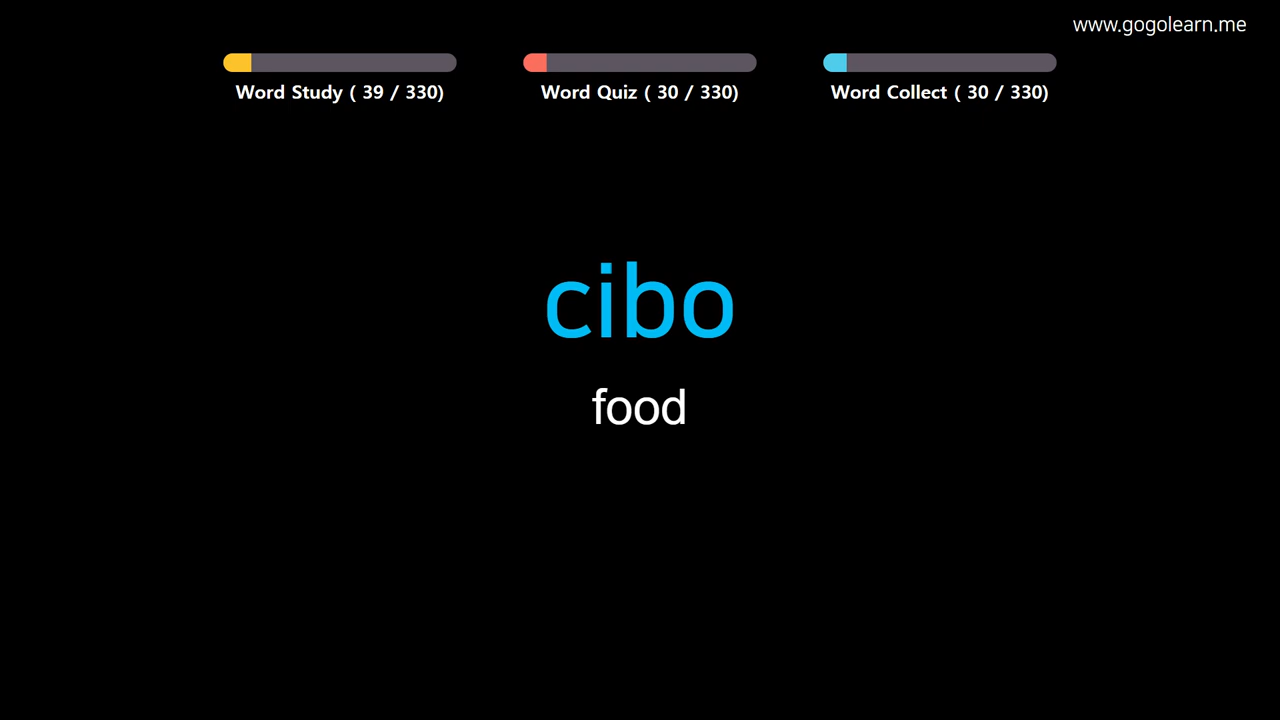 www.gogolearn.me
Word Study ( 39 / 330)
Word Quiz ( 30 / 330)
Word Collect ( 30 / 330)
cibo
food